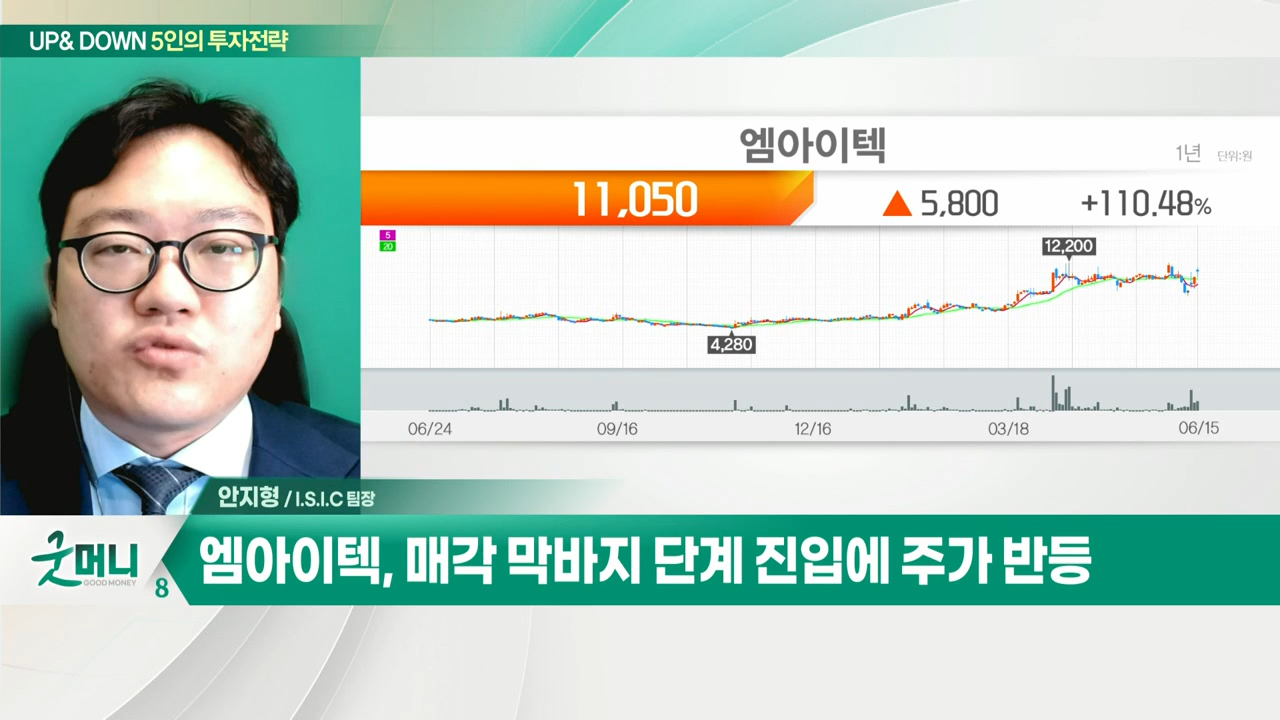 UP& DOWN 5인의 투자전략
엠아이텍
1년 단위:원
11,050 ▲ 5,800 +110.48%
5
20
12,200
4,280
06/24 09/16 12/16 03/18 06/15
안지형 / I.S.I.C 팀장
굿머니
GOOD MONEY
8
엠아이텍, 매각 막바지 단계 진입에 주가 반등